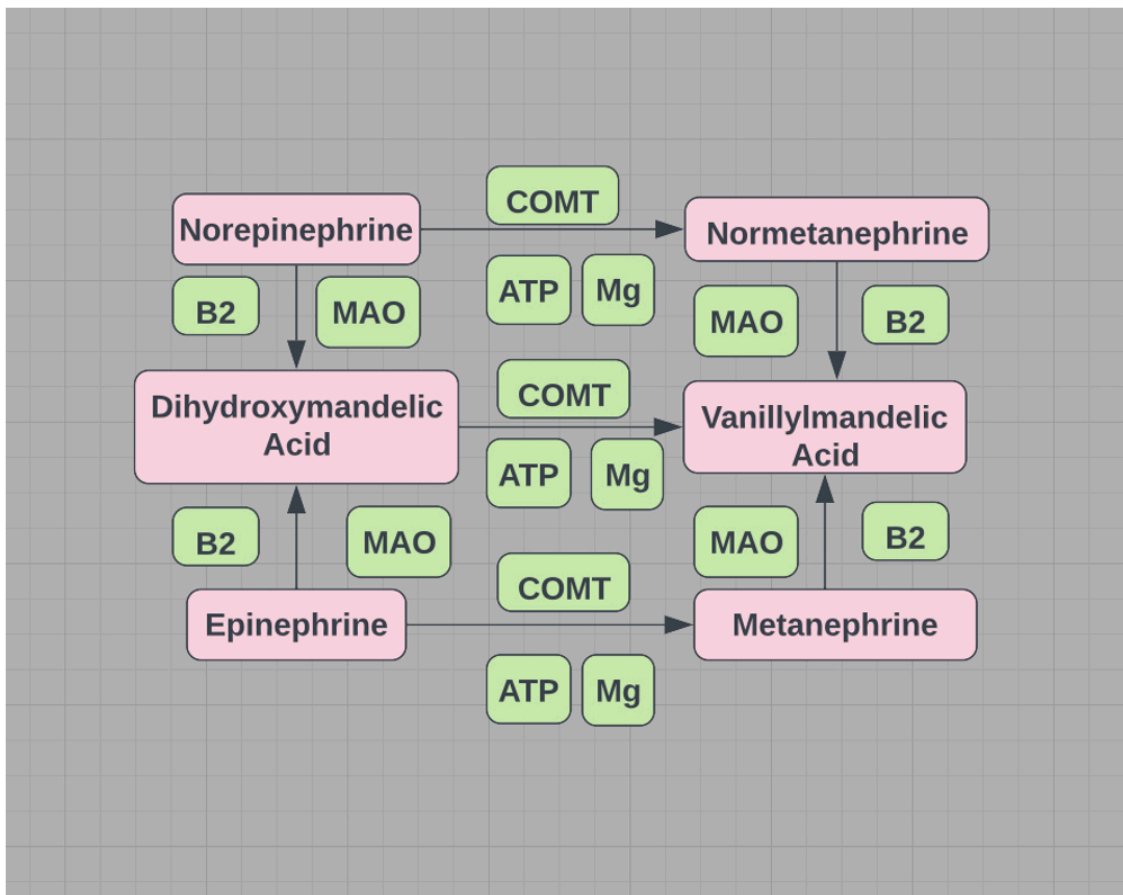 COMT
Norepinephrine
Normetanephrine
ATP
Mg
B2
MAO
MAO
B2
COMT
Dihydroxymandelic
Acid
Vanillylmandelic
Acid
ATP
Mg
B2
MAO
MAO
B2
COMT
Epinephrine
Metanephrine
ATP
Mg